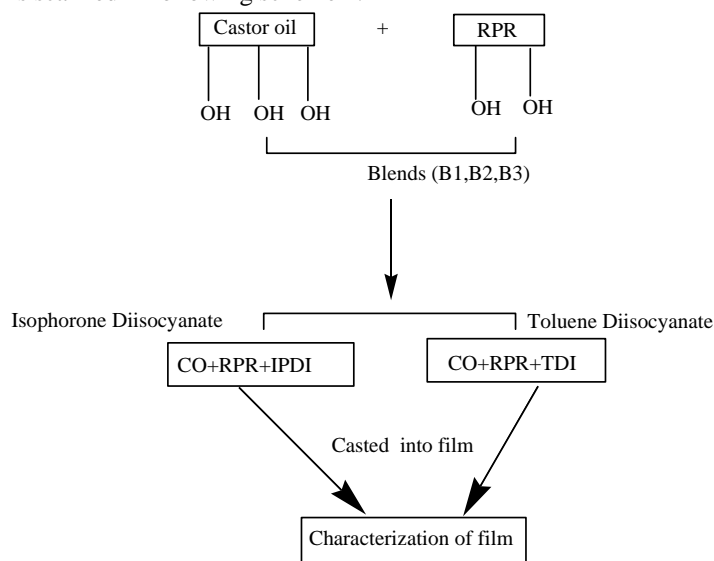 Castor oil + RPR
OH OH OH OH OH
Blends (B1,B2,B3)
Isophorone Diisocyanate Toluene Diisocyanate
CO+RPR+IPDI CO+RPR+TDI
Casted into film
Characterization of film